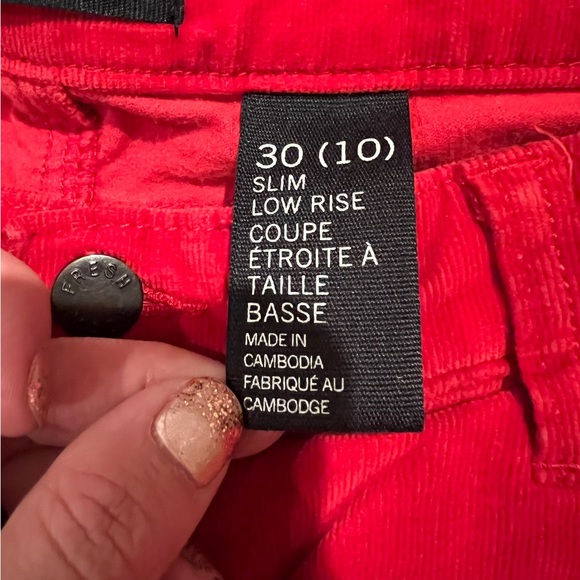 30 (10)
SLIM
LOW RISE
COUPE
ÉTROITE À
TAILLE
BASSE
MADE IN
CAMBODIA
FABRIQUÉ AU
CAMBODGE
FRESH